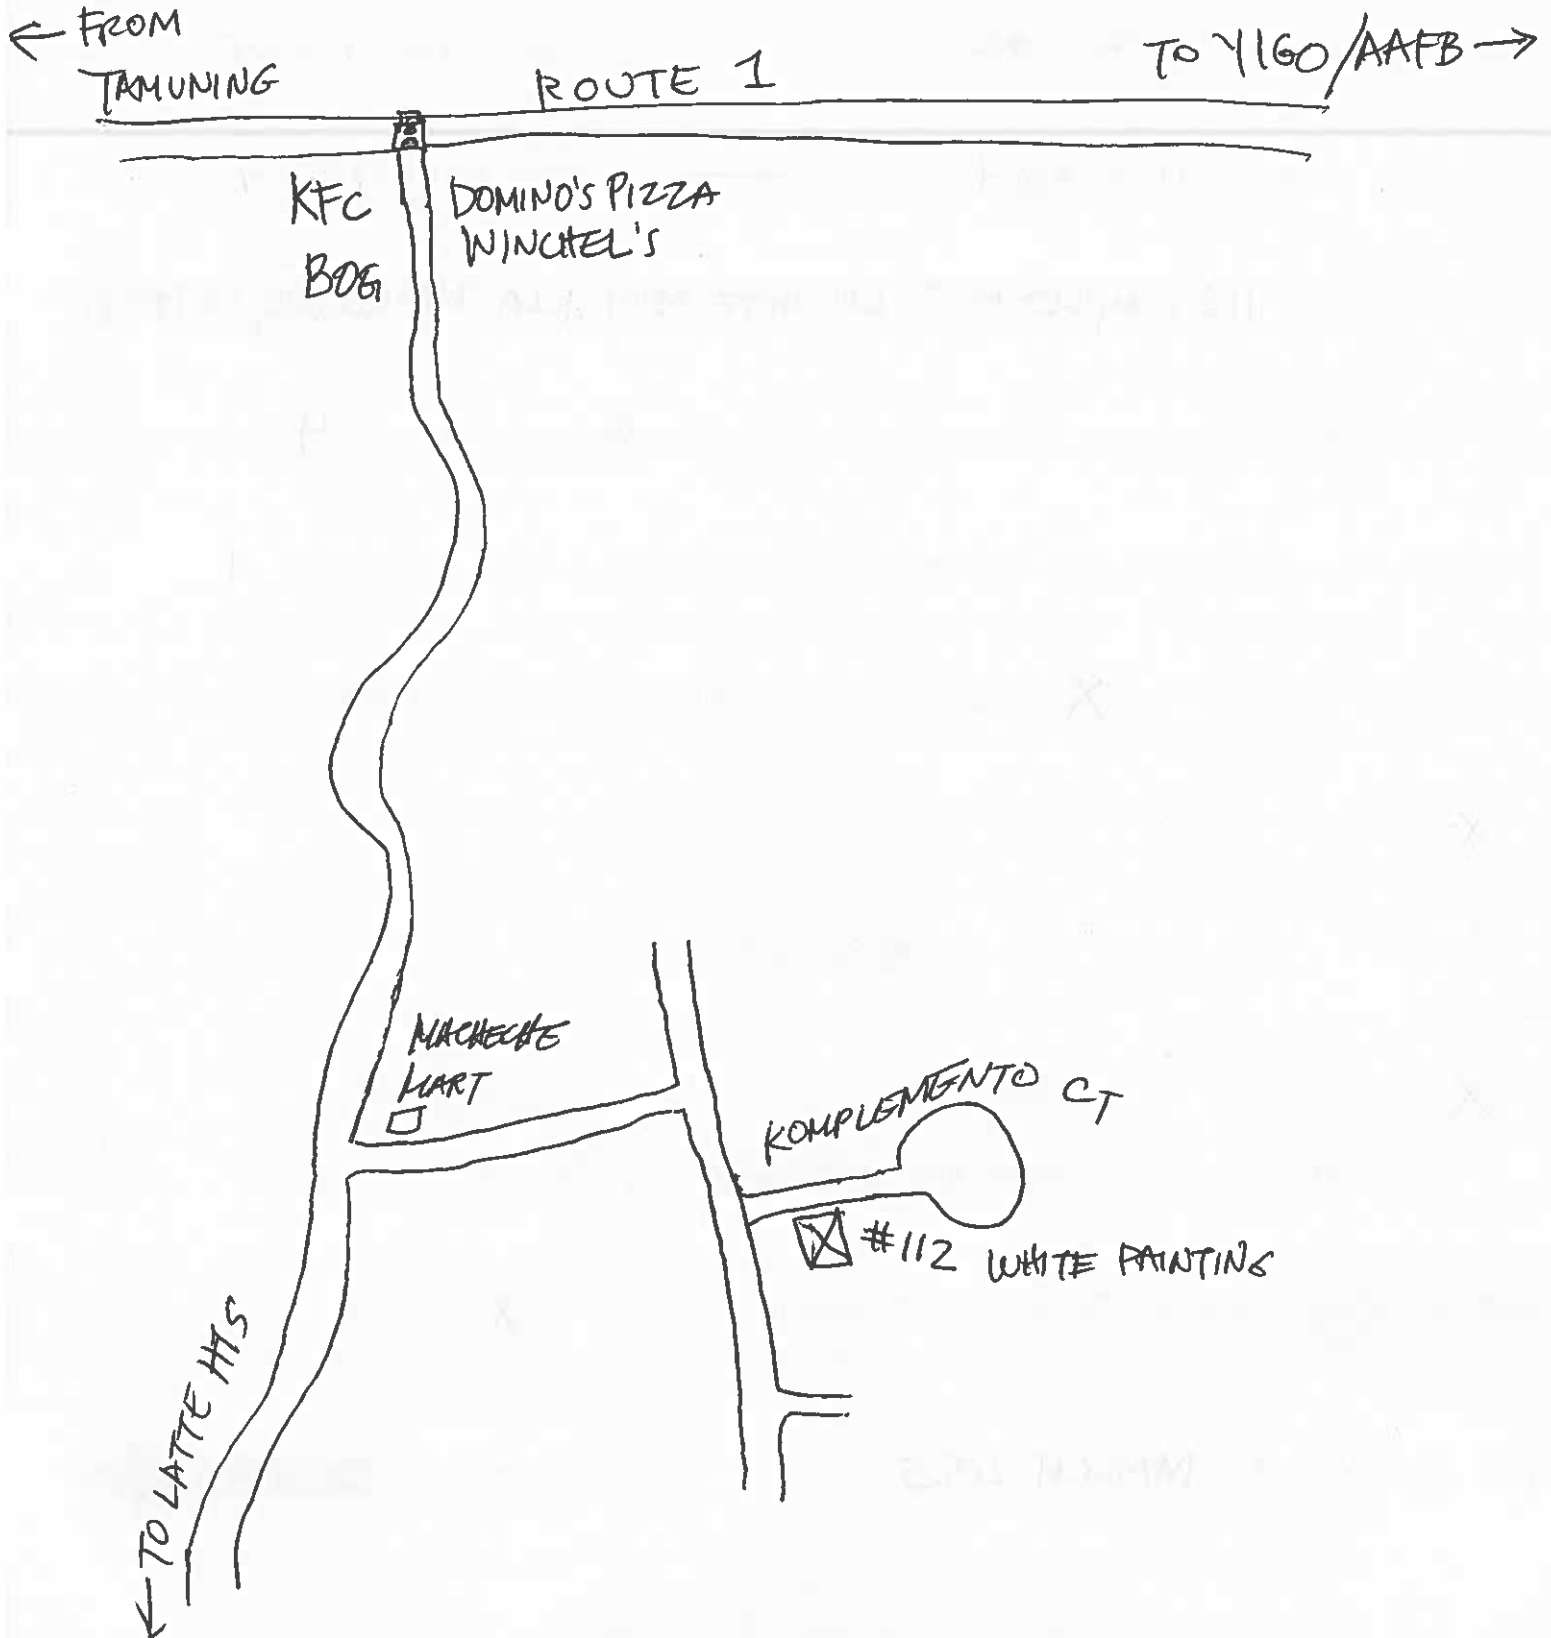 ← FROM
TAMUNING
ROUTE 1
TO YIGO/AAFB →
KFC
BOG
DOMINO'S PIZZA
WINCHEL'S
MACHECHE
MART
KOMPLEMENTO CT
#112 WHITE PAINTING
← TO LATTE HTS